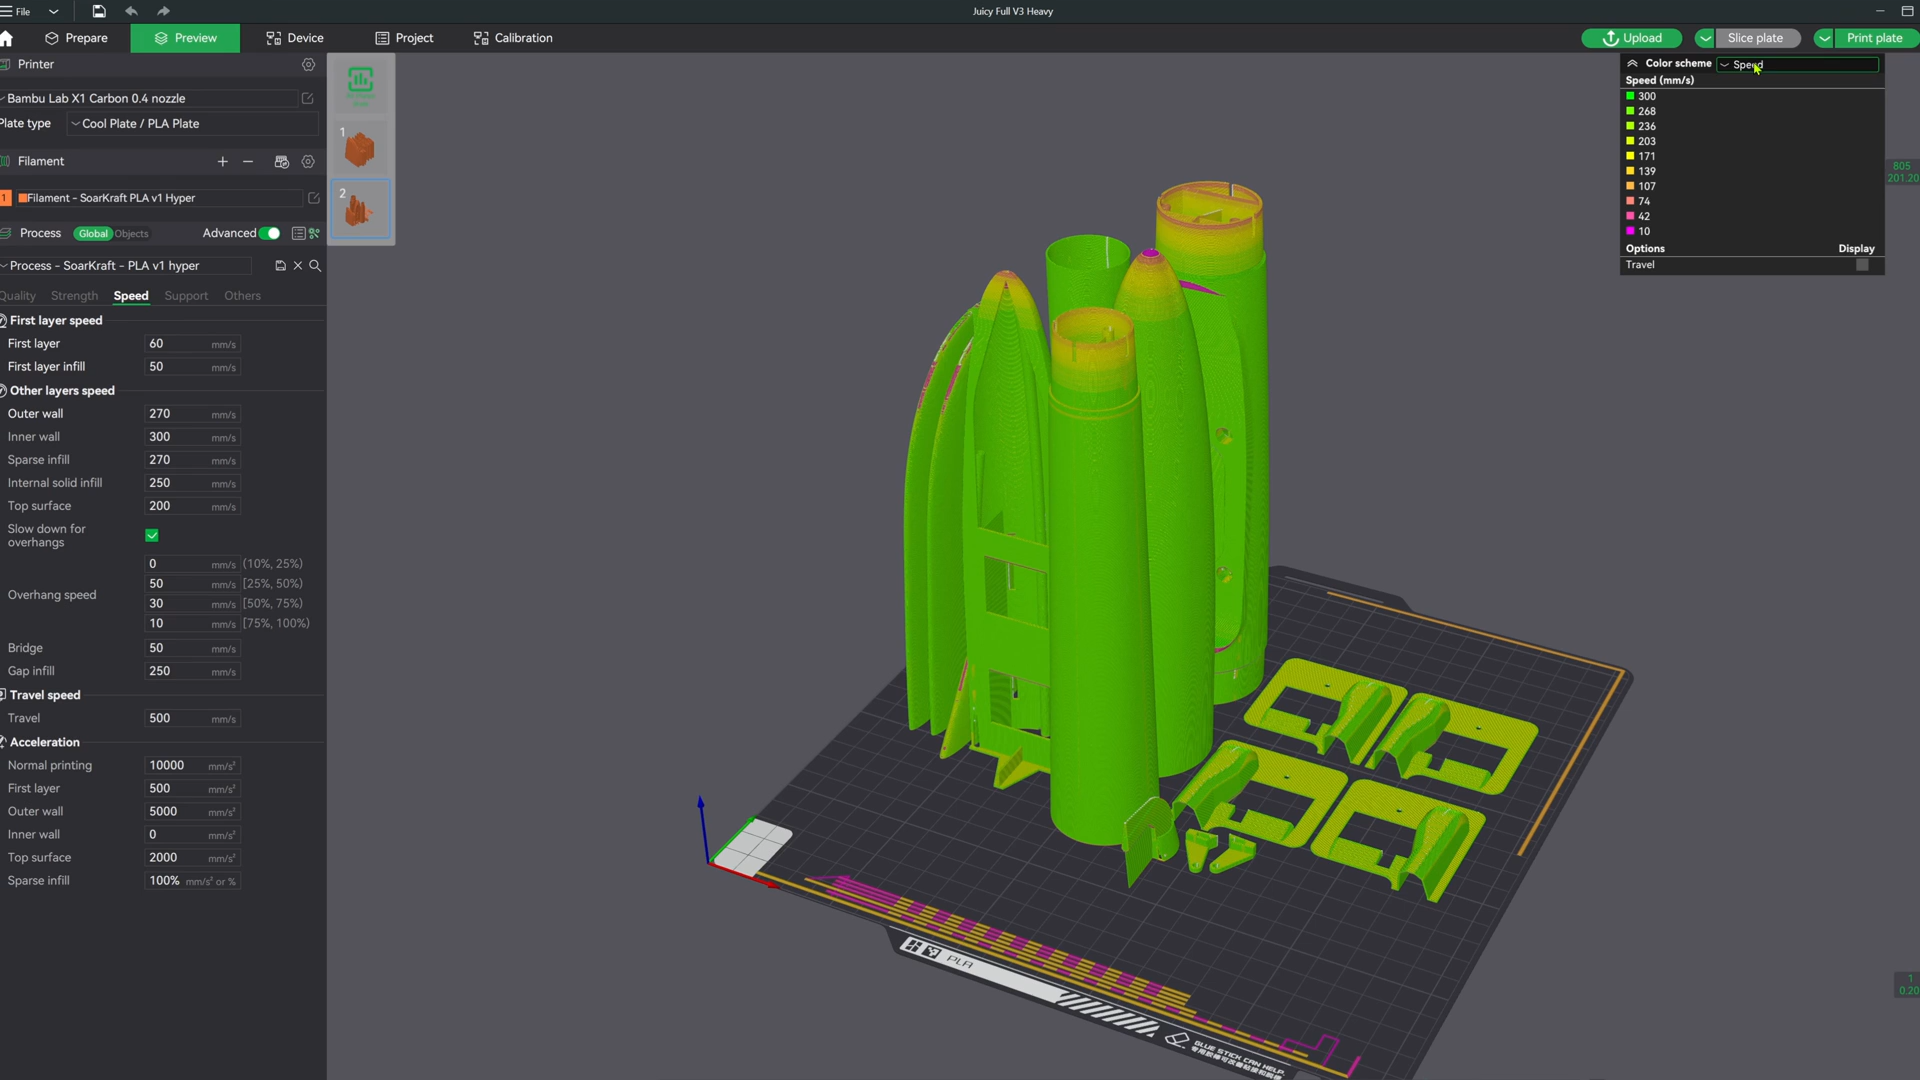 File
Juicy Full V3 Heavy
Prepare
Preview
Device
Project
Calibration
Upload
Slice plate
Print plate
Printer
Bambu Lab X1 Carbon 0.4 nozzle
Plate type
Cool Plate / PLA Plate
Filament
1
Filament - SoarKraft PLA v1 Hyper
Process
Global
Objects
Advanced
Process - SoarKraft - PLA v1 hyper
Quality
Strength
Speed
Support
Others
First layer speed
First layer 60 mm/s
First layer infill 50 mm/s
Other layers speed
Outer wall 270 mm/s
Inner wall 300 mm/s
Sparse infill 270 mm/s
Internal solid infill 250 mm/s
Top surface 200 mm/s
Slow down for
overhangs
Overhang speed
0 mm/s (10%, 25%)
50 mm/s [25%, 50%)
30 mm/s [50%, 75%)
10 mm/s [75%, 100%)
Bridge 50 mm/s
Gap infill 250 mm/s
Travel speed
Travel 500 mm/s
Acceleration
Normal printing 10000 mm/s²
First layer 500 mm/s²
Outer wall 5000 mm/s²
Inner wall 0 mm/s²
Top surface 2000 mm/s²
Sparse infill 100% mm/s² or %
1
2
Color scheme
Speed
Speed (mm/s)
300
268
236
203
171
139
107
74
42
10
Options Display
Travel
805
201.20
1
0.20
PLA
BLUE STICK CAN HELP.